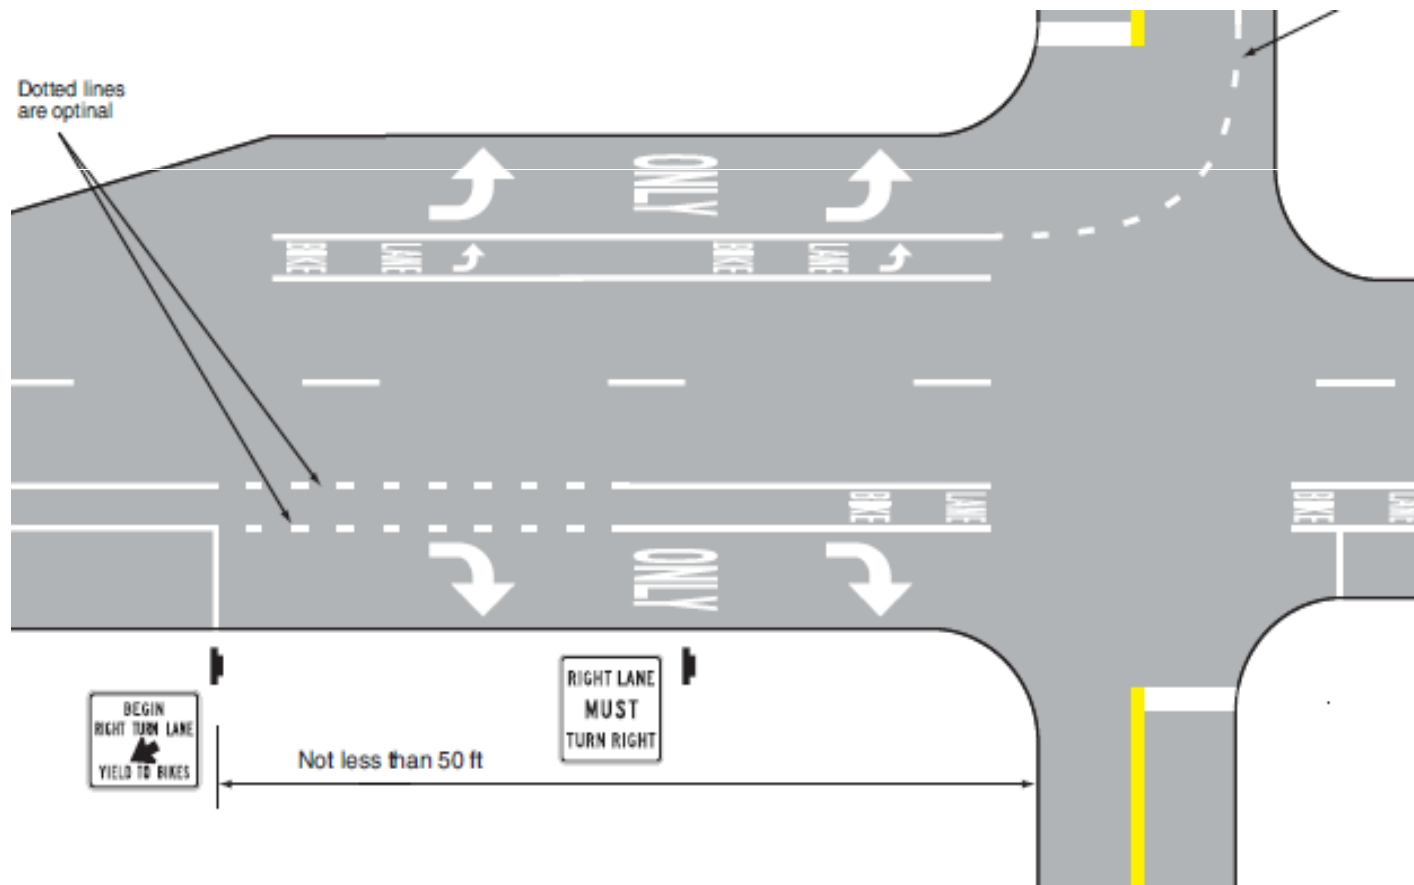 Dotted lines
are optinal
ONLY
BIKE LANE BIKE LANE
BIKE LANE BIKE LANE
ONLY
BEGIN
RIGHT TURN LANE
YIELD TO BIKES
RIGHT LANE
MUST
TURN RIGHT
Not less than 50 ft